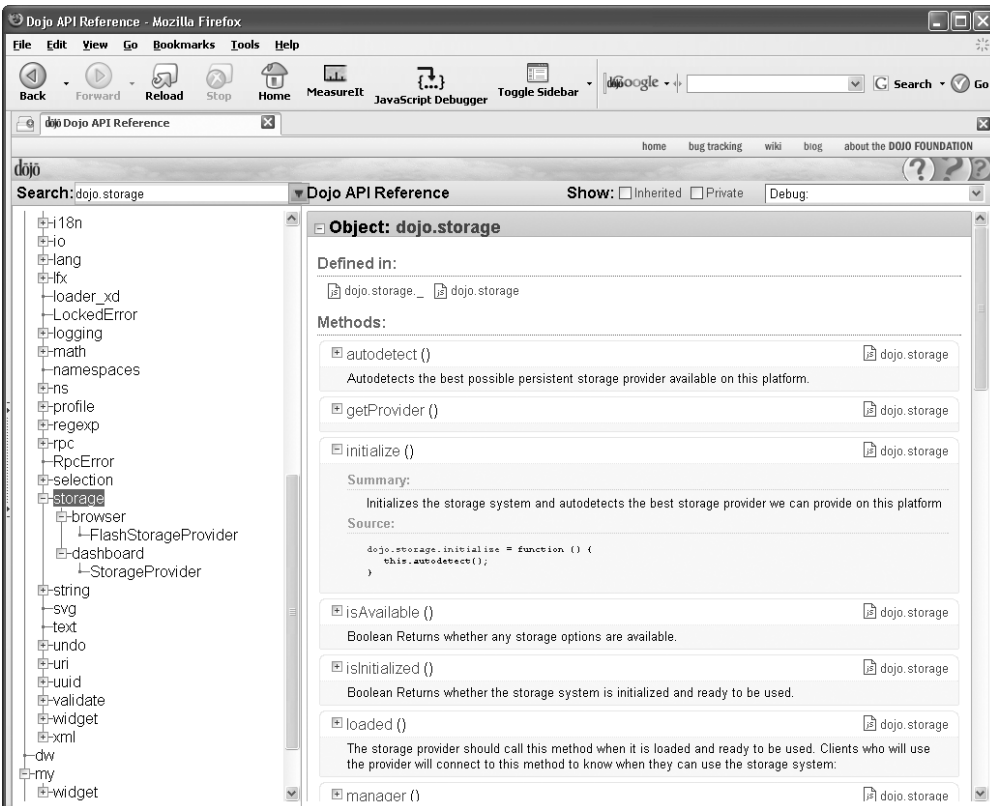 Dojo API Reference - Mozilla Firefox
File Edit View Go Bookmarks Tools Help
Back Forward Reload Stop Home MeasureIt JavaScript Debugger Toggle Sidebar Google Search Go
dojo Dojo API Reference
home bug tracking wiki blog about the DOJO FOUNDATION
dōjō
Search: dojo.storage Dojo API Reference Show: Inherited Private Debug:
i18n
io
lang
lfx
loader_xd
LockedError
logging
math
namespaces
ns
profile
regexp
rpc
RpcError
selection
storage
browser
FlashStorageProvider
dashboard
StorageProvider
string
svg
text
undo
uri
uuid
validate
widget
xml
dw
my
widget
Object: dojo.storage
Defined in:
dojo.storage._ dojo.storage
Methods:
autodetect () dojo.storage
Autodetects the best possible persistent storage provider available on this platform.
getProvider () dojo.storage
initialize () dojo.storage
Summary:
Initializes the storage system and autodetects the best storage provider we can provide on this platform
Source:
dojo.storage.initialize = function () {
this.autodetect();
}
isAvailable () dojo.storage
Boolean Returns whether any storage options are available.
isInitialized () dojo.storage
Boolean Returns whether the storage system is initialized and ready to be used.
loaded () dojo.storage
The storage provider should call this method when it is loaded and ready to be used. Clients who will use
the provider will connect to this method to know when they can use the storage system:
manager () dojo.storage